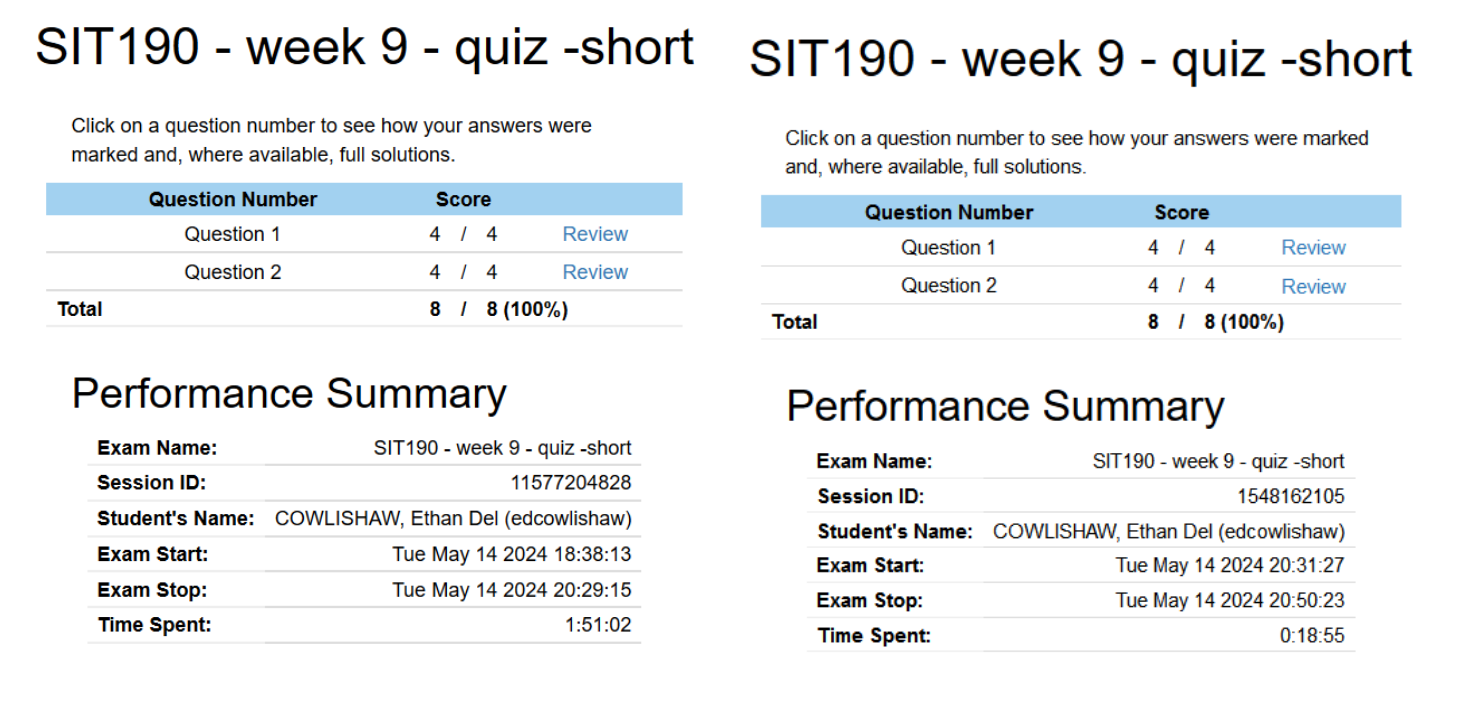 SIT190 - week 9 - quiz -short
Click on a question number to see how your answers were
marked and, where available, full solutions.
Question Number Score
Question 1 4 / 4 Review
Question 2 4 / 4 Review
Total 8 / 8 (100%)
Performance Summary
Exam Name: SIT190 - week 9 - quiz -short
Session ID: 11577204828
Student's Name: COWLISHAW, Ethan Del (edcowlishaw)
Exam Start: Tue May 14 2024 18:38:13
Exam Stop: Tue May 14 2024 20:29:15
Time Spent: 1:51:02
SIT190 - week 9 - quiz -short
Click on a question number to see how your answers were marked
and, where available, full solutions.
Question Number Score
Question 1 4 / 4 Review
Question 2 4 / 4 Review
Total 8 / 8 (100%)
Performance Summary
Exam Name: SIT190 - week 9 - quiz -short
Session ID: 1548162105
Student's Name: COWLISHAW, Ethan Del (edcowlishaw)
Exam Start: Tue May 14 2024 20:31:27
Exam Stop: Tue May 14 2024 20:50:23
Time Spent: 0:18:55